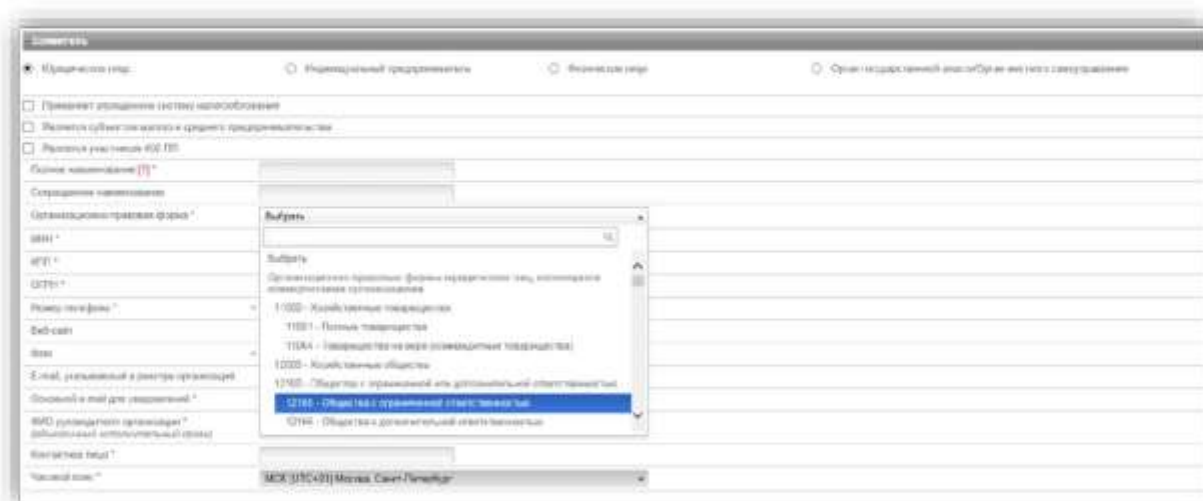 Заявитель
Юридическое лицо
Индивидуальный предприниматель
Физическое лицо
Орган государственной власти/Орган местного самоуправления
Применяет упрощенную систему налогообложения
Является субъектом малого и среднего предпринимательства
Является участником 402 ПП
Полное наименование [?] *
Сокращенное наименование
Организационно-правовая форма *
Выбрать
ИНН *
Выбрать
КПП *
Организационно-правовые формы юридических лиц, являющихся
коммерческими организациями
ОГРН *
11000 - Хозяйственные товарищества
Номер телефона *
11051 - Полные товарищества
Веб-сайт
11064 - Товарищества на вере (коммандитные товарищества)
Факс
12000 - Хозяйственные общества
E-mail, указываемый в реестре организаций
12100 - Общества с ограниченной или дополнительной ответственностью
Основной e-mail для уведомлений *
12165 - Общества с ограниченной ответственностью
12166 - Общества с дополнительной ответственностью
ФИО руководителя организации *
(единоличный исполнительный орган)
Контактное лицо *
Часовой пояс *
МСК (UTC+03) Москва, Санкт-Петербург